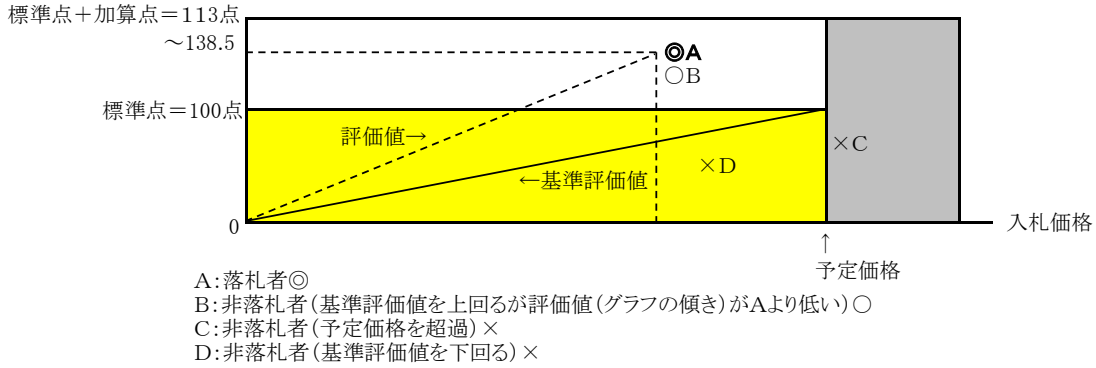 標準点＋加算点＝113点
～138.5
◎A
○B
標準点＝100点
評価値→
×C
×D
←基準評価値
0
入札価格
↑
予定価格
A：落札者◎
B：非落札者（基準評価値を上回るが評価値（グラフの傾き）がAより低い）○
C：非落札者（予定価格を超過）×
D：非落札者（基準評価値を下回る）×